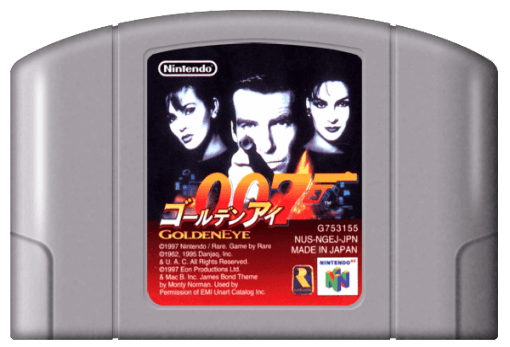 Nintendo
007
ゴールデンアイ
GOLDENEYE
G753155
NUS-NGEJ-JPN
MADE IN JAPAN
©1997 Nintendo / Rare. Game by Rare
©1962, 1995 Danjaq, Inc.
& U. A. C. All Rights Reserved.
©1997 Eon Productions Ltd.
& Mac B. Inc. James Bond Theme
by Monty Norman. Used by
Permission of EMI Unart Catalog Inc.
NINTENDO 64